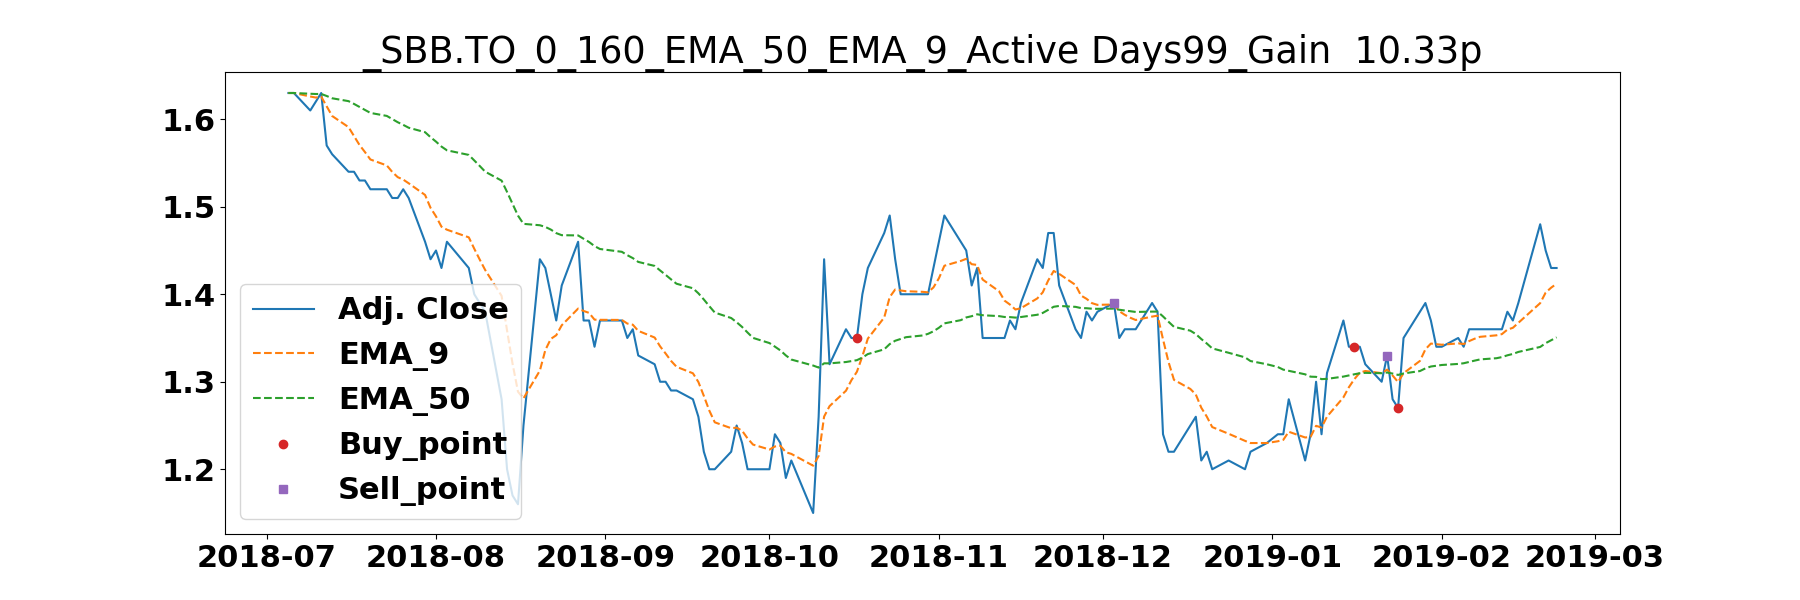 _SBB.TO_0_160_EMA_50_EMA_9_Active Days99_Gain  10.33p
1.6
1.5
1.4
1.3
1.2
Adj. Close
EMA_9
EMA_50
Buy_point
Sell_point
2018-07 2018-08 2018-09 2018-10 2018-11 2018-12 2019-01 2019-02 2019-03